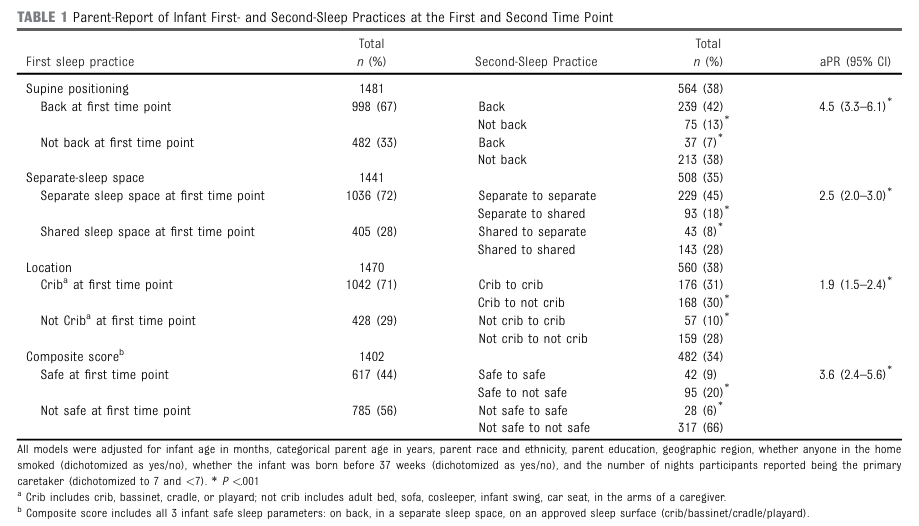 TABLE 1 Parent-Report of Infant First- and Second-Sleep Practices at the First and Second Time Point
Total Total
First sleep practice n (%) Second-Sleep Practice n (%) aPR (95% CI)
Supine positioning 1481 564 (38)
Back at first time point 998 (67) Back 239 (42) 4.5 (3.3–6.1)*
Not back 75 (13)*
Not back at first time point 482 (33) Back 37 (7)*
Not back 213 (38)
Separate-sleep space 1441 508 (35)
Separate sleep space at first time point 1036 (72) Separate to separate 229 (45) 2.5 (2.0–3.0)*
Separate to shared 93 (18)*
Shared sleep space at first time point 405 (28) Shared to separate 43 (8)*
Shared to shared 143 (28)
Location 1470 560 (38)
Cribᵃ at first time point 1042 (71) Crib to crib 176 (31) 1.9 (1.5–2.4)*
Crib to not crib 168 (30)*
Not Cribᵃ at first time point 428 (29) Not crib to crib 57 (10)*
Not crib to not crib 159 (28)
Composite scoreᵇ 1402 482 (34)
Safe at first time point 617 (44) Safe to safe 42 (9) 3.6 (2.4–5.6)*
Safe to not safe 95 (20)*
Not safe at first time point 785 (56) Not safe to safe 28 (6)*
Not safe to not safe 317 (66)
All models were adjusted for infant age in months, categorical parent age in years, parent race and ethnicity, parent education, geographic region, whether anyone in the home
smoked (dichotomized as yes/no), whether the infant was born before 37 weeks (dichotomized as yes/no), and the number of nights participants reported being the primary
caretaker (dichotomized to 7 and <7). * P <001
ᵃ Crib includes crib, bassinet, cradle, or playard; not crib includes adult bed, sofa, cosleeper, infant swing, car seat, in the arms of a caregiver.
ᵇ Composite score includes all 3 infant safe sleep parameters: on back, in a separate sleep space, on an approved sleep surface (crib/bassinet/cradle/playard).